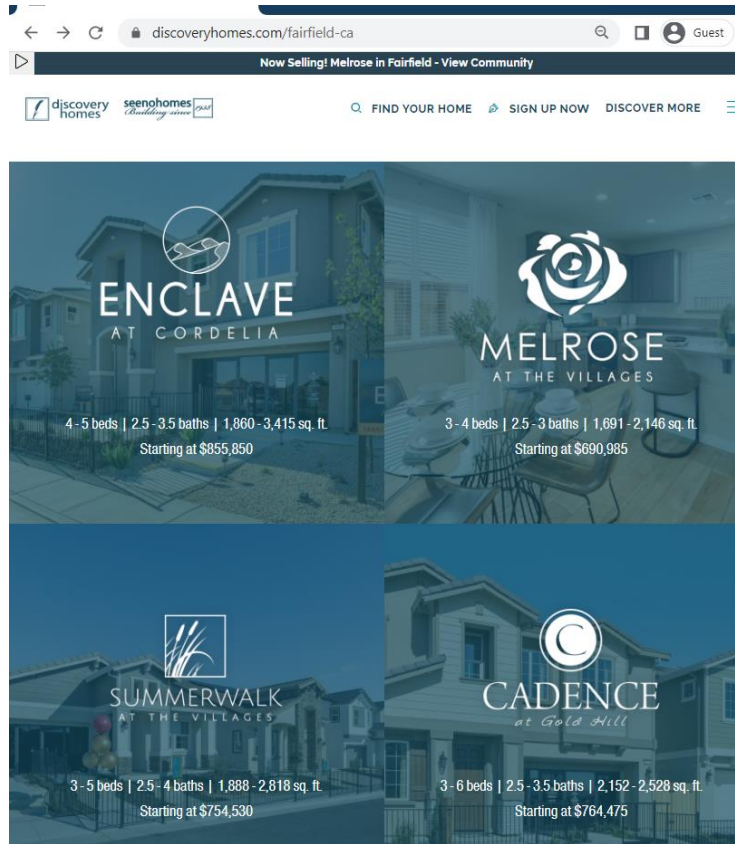 discoveryhomes.com/fairfield-ca
Guest
Now Selling! Melrose in Fairfield - View Community
discovery homes
seenohomes
Building since 1938
FIND YOUR HOME
SIGN UP NOW
DISCOVER MORE
ENCLAVE
AT CORDELIA
4 - 5 beds | 2.5 - 3.5 baths | 1,860 - 3,415 sq. ft.
Starting at $855,850
MELROSE
AT THE VILLAGES
3 - 4 beds | 2.5 - 3 baths | 1,691 - 2,146 sq. ft.
Starting at $690,985
SUMMERWALK
AT THE VILLAGES
3 - 5 beds | 2.5 - 4 baths | 1,888 - 2,818 sq. ft.
Starting at $754,530
C
CADENCE
at Gold Hill
3 - 6 beds | 2.5 - 3.5 baths | 2,152 - 2,528 sq. ft.
Starting at $764,475